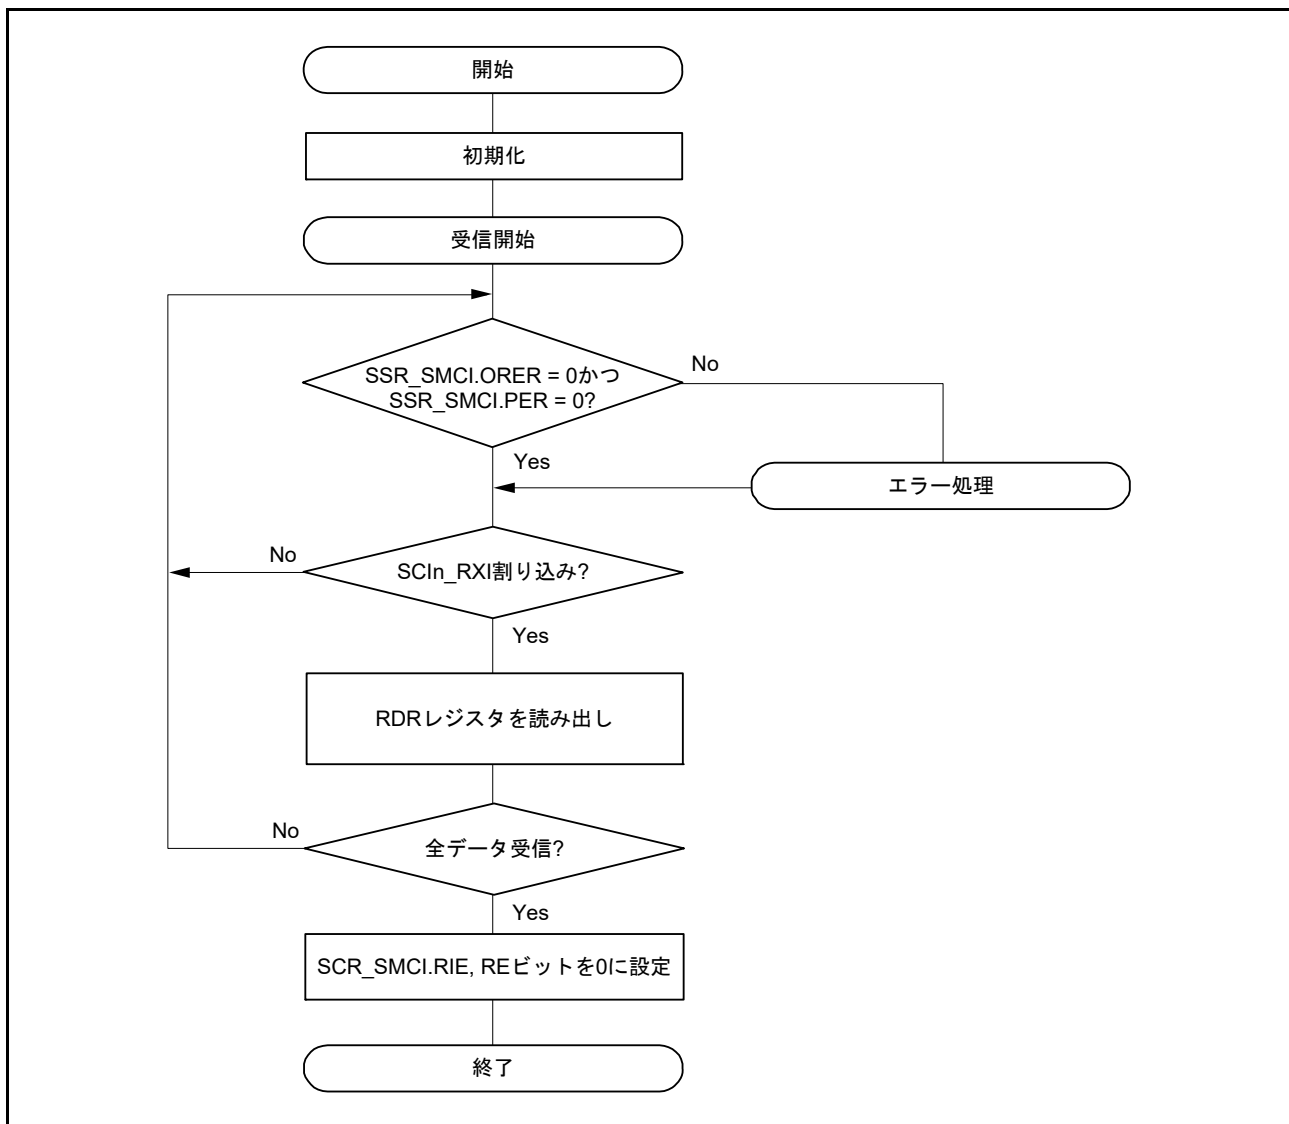 開始
初期化
受信開始
SSR_SMCI.ORER = 0かつ
SSR_SMCI.PER = 0?
No
Yes
エラー処理
No
SCIn_RXI割り込み?
Yes
RDRレジスタを読み出し
No
全データ受信?
Yes
SCR_SMCI.RIE, REビットを0に設定
終了